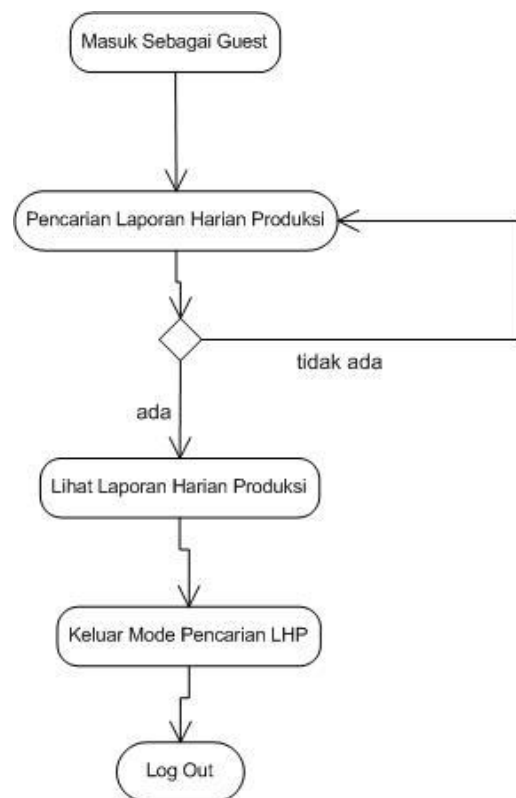 Masuk Sebagai Guest
Pencarian Laporan Harian Produksi
tidak ada
ada
Lihat Laporan Harian Produksi
Keluar Mode Pencarian LHP
Log Out